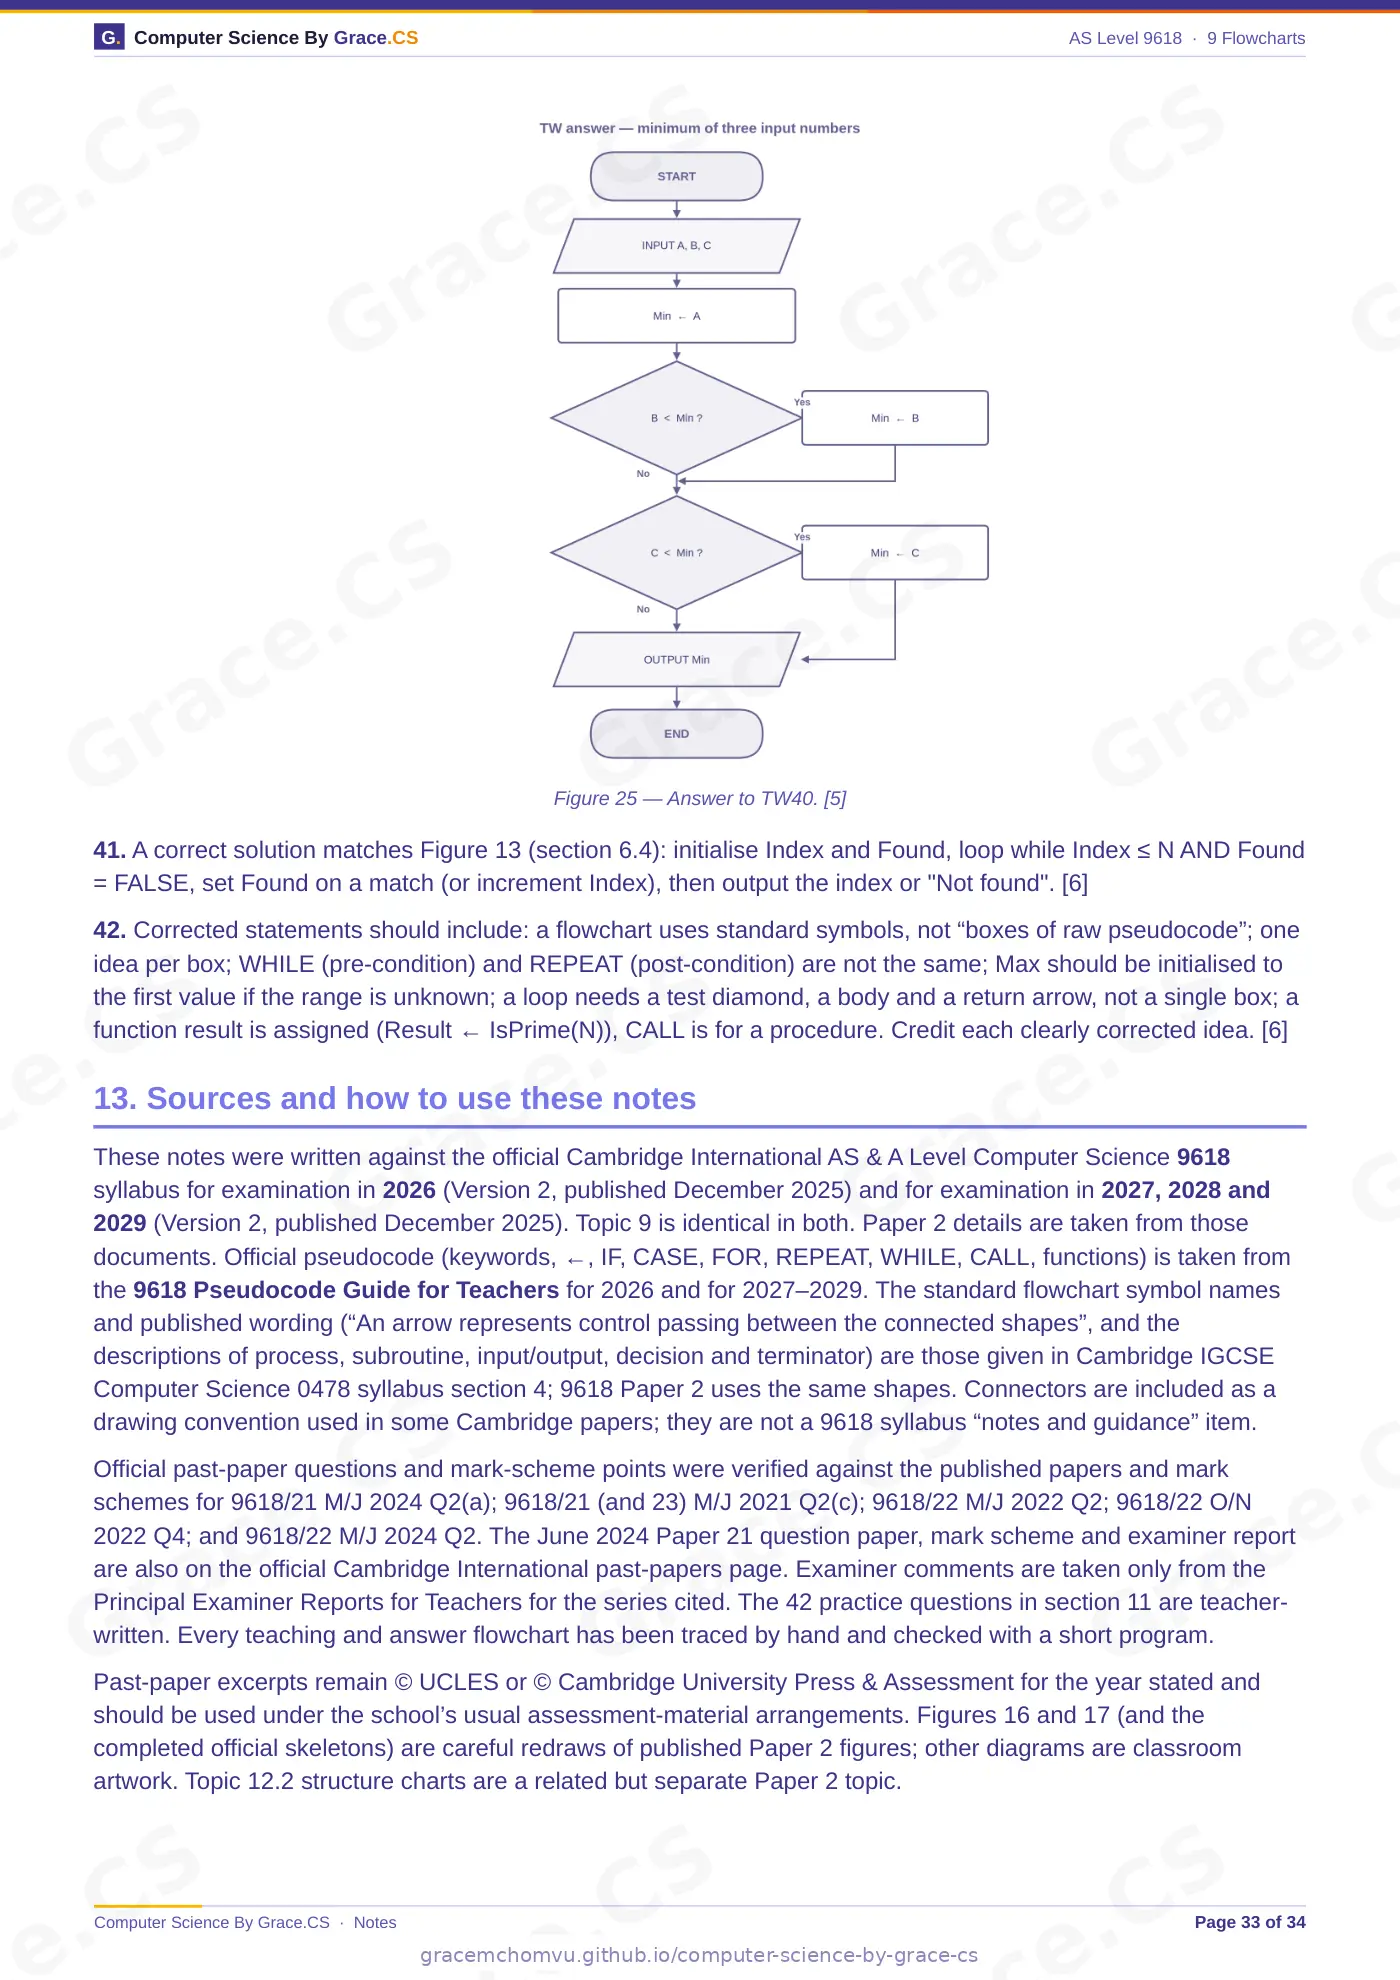 G. Computer Science By Grace.CS
AS Level 9618 · 9 Flowcharts
TW answer — minimum of three input numbers
START
INPUT A, B, C
Min ← A
B < Min ?
Yes
Min ← B
No
C < Min ?
Yes
Min ← C
No
OUTPUT Min
END
Figure 25 — Answer to TW40. [5]
41. A correct solution matches Figure 13 (section 6.4): initialise Index and Found, loop while Index ≤ N AND Found
= FALSE, set Found on a match (or increment Index), then output the index or "Not found". [6]
42. Corrected statements should include: a flowchart uses standard symbols, not “boxes of raw pseudocode”; one
idea per box; WHILE (pre-condition) and REPEAT (post-condition) are not the same; Max should be initialised to
the first value if the range is unknown; a loop needs a test diamond, a body and a return arrow, not a single box; a
function result is assigned (Result ← IsPrime(N)), CALL is for a procedure. Credit each clearly corrected idea. [6]
13. Sources and how to use these notes
These notes were written against the official Cambridge International AS & A Level Computer Science 9618
syllabus for examination in 2026 (Version 2, published December 2025) and for examination in 2027, 2028 and
2029 (Version 2, published December 2025). Topic 9 is identical in both. Paper 2 details are taken from those
documents. Official pseudocode (keywords, ←, IF, CASE, FOR, REPEAT, WHILE, CALL, functions) is taken from
the 9618 Pseudocode Guide for Teachers for 2026 and for 2027–2029. The standard flowchart symbol names
and published wording (“An arrow represents control passing between the connected shapes”, and the
descriptions of process, subroutine, input/output, decision and terminator) are those given in Cambridge IGCSE
Computer Science 0478 syllabus section 4; 9618 Paper 2 uses the same shapes. Connectors are included as a
drawing convention used in some Cambridge papers; they are not a 9618 syllabus “notes and guidance” item.
Official past-paper questions and mark-scheme points were verified against the published papers and mark
schemes for 9618/21 M/J 2024 Q2(a); 9618/21 (and 23) M/J 2021 Q2(c); 9618/22 M/J 2022 Q2; 9618/22 O/N
2022 Q4; and 9618/22 M/J 2024 Q2. The June 2024 Paper 21 question paper, mark scheme and examiner report
are also on the official Cambridge International past-papers page. Examiner comments are taken only from the
Principal Examiner Reports for Teachers for the series cited. The 42 practice questions in section 11 are teacher-
written. Every teaching and answer flowchart has been traced by hand and checked with a short program.
Past-paper excerpts remain © UCLES or © Cambridge University Press & Assessment for the year stated and
should be used under the school’s usual assessment-material arrangements. Figures 16 and 17 (and the
completed official skeletons) are careful redraws of published Paper 2 figures; other diagrams are classroom
artwork. Topic 12.2 structure charts are a related but separate Paper 2 topic.
Computer Science By Grace.CS · Notes
Page 33 of 34
gracemchomvu.github.io/computer-science-by-grace-cs